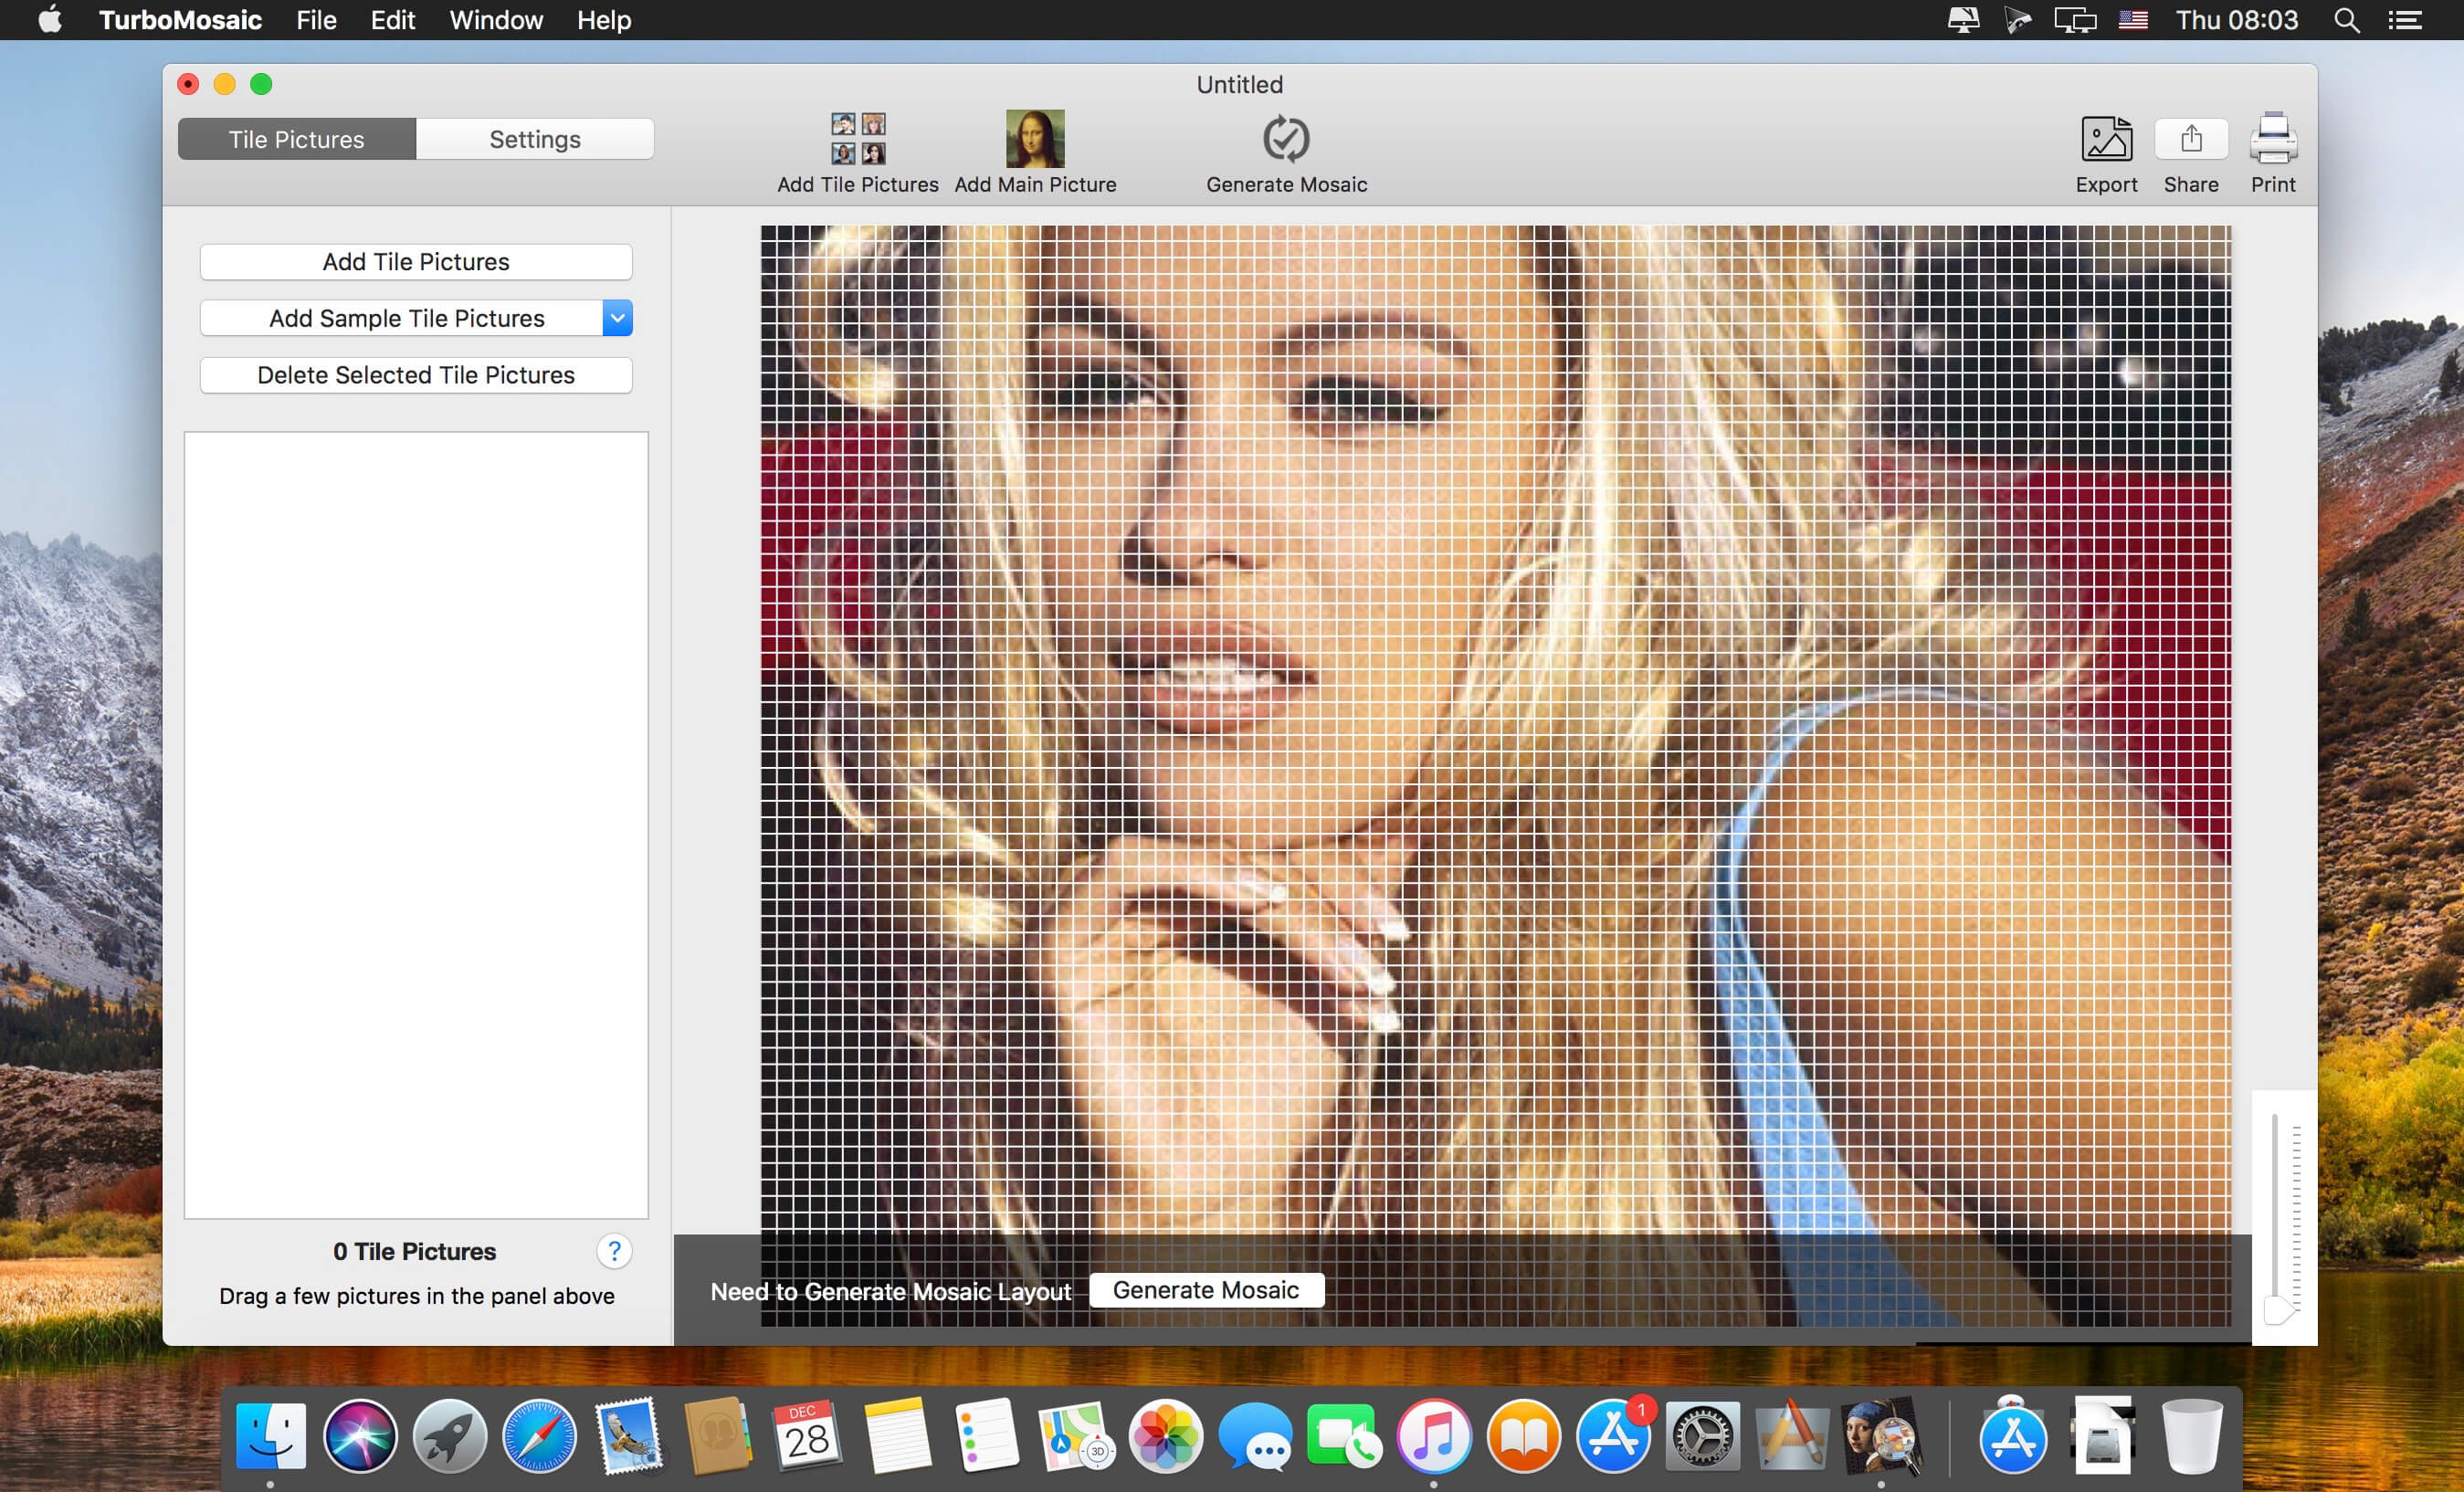 TurboMosaic File Edit Window Help Thu 08:03
Untitled
Tile Pictures Settings
Add Tile Pictures Add Main Picture Generate Mosaic Export Share Print
Add Tile Pictures
Add Sample Tile Pictures
Delete Selected Tile Pictures
0 Tile Pictures ?
Drag a few pictures in the panel above
Need to Generate Mosaic Layout Generate Mosaic
DEC
28
3D
1